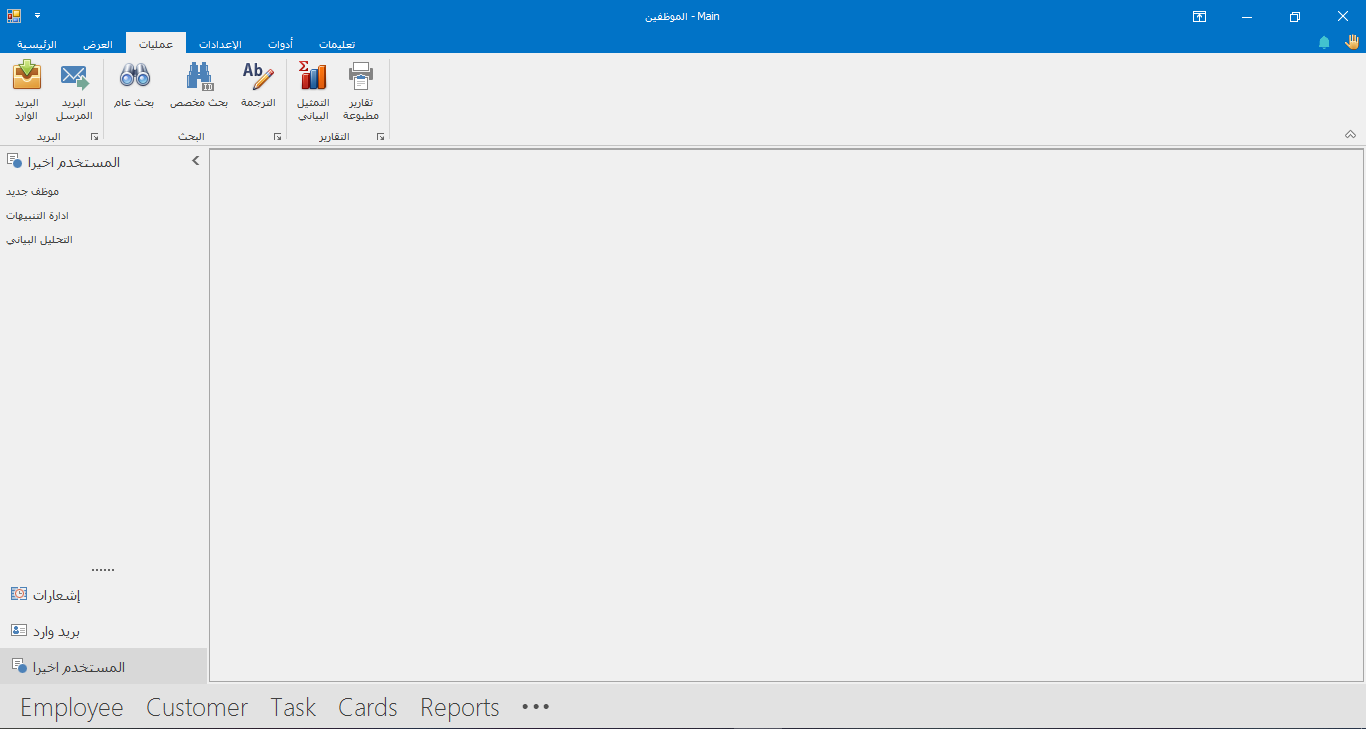 الموظفين - Main
الرئيسية
العرض
عمليات
الإعدادات
أدوات
تعليمات
البريد
الوارد
البريد
المرسل
بحث عام
بحث مخصص
الترجمة
التمثيل
البياني
تقارير
مطبوعة
البريد
البحث
التقارير
المستخدم اخيرا
موظف جديد
ادارة التنبيهات
التحليل البياني
إشعارات
بريد وارد
المستخدم اخيرا
Employee Customer Task Cards Reports •••